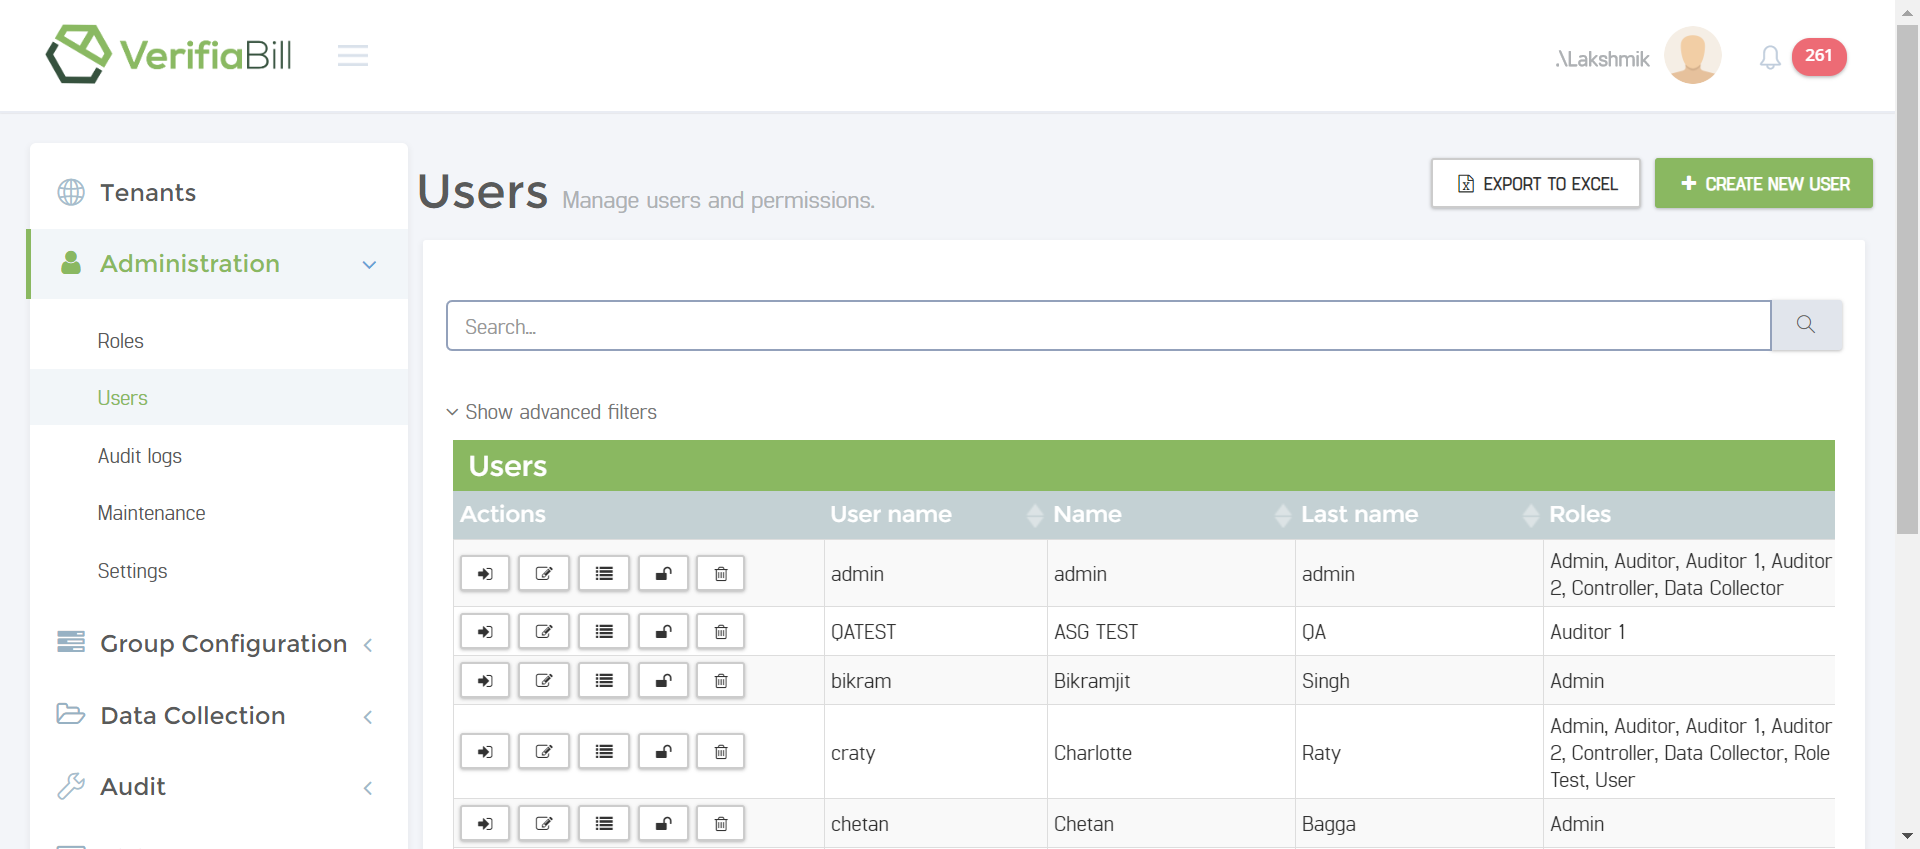 VerifiaBill
.\Lakshmik
261
Tenants
Administration
Roles
Users
Audit logs
Maintenance
Settings
Group Configuration
Data Collection
Audit
Users Manage users and permissions.
EXPORT TO EXCEL
CREATE NEW USER
Search...
Show advanced filters
Users
Actions User name Name Last name Roles
admin admin admin Admin, Auditor, Auditor 1, Auditor
2, Controller, Data Collector
QATEST ASG TEST QA Auditor 1
bikram Bikramjit Singh Admin
craty Charlotte Raty Admin, Auditor, Auditor 1, Auditor
2, Controller, Data Collector, Role
Test, User
chetan Chetan Bagga Admin